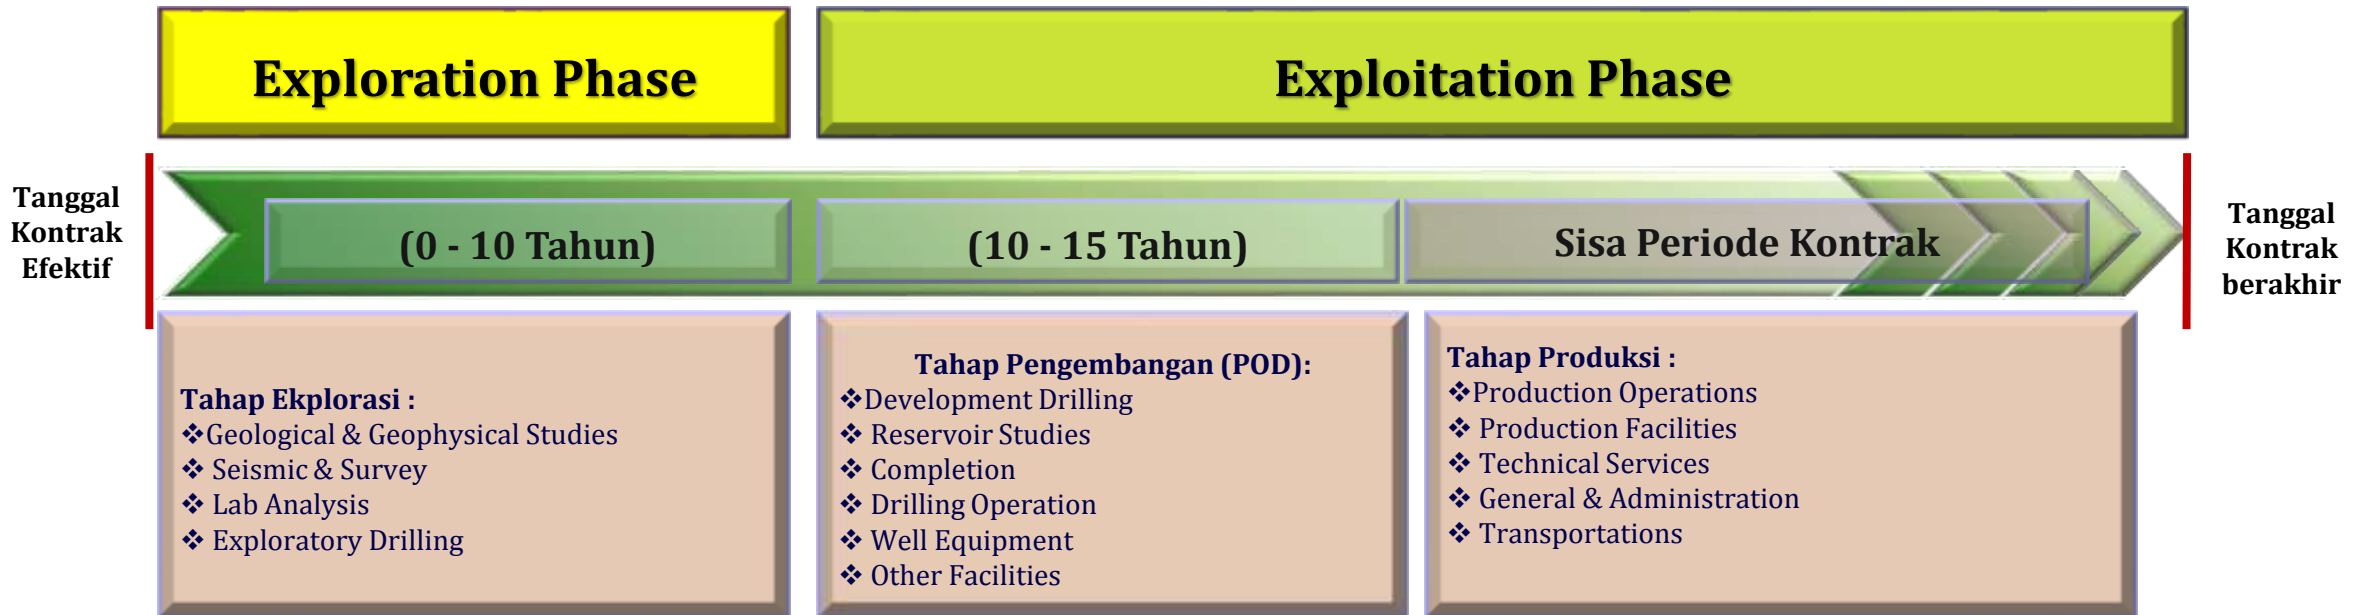 Exploration Phase
Exploitation Phase
Tanggal
Kontrak
Efektif
(0 - 10 Tahun)
(10 - 15 Tahun)
Sisa Periode Kontrak
Tanggal
Kontrak
berakhir
Tahap Ekplorasi :
❖Geological & Geophysical Studies
❖ Seismic & Survey
❖ Lab Analysis
❖ Exploratory Drilling
Tahap Pengembangan (POD):
❖Development Drilling
❖ Reservoir Studies
❖ Completion
❖ Drilling Operation
❖ Well Equipment
❖ Other Facilities
Tahap Produksi :
❖Production Operations
❖ Production Facilities
❖ Technical Services
❖ General & Administration
❖ Transportations